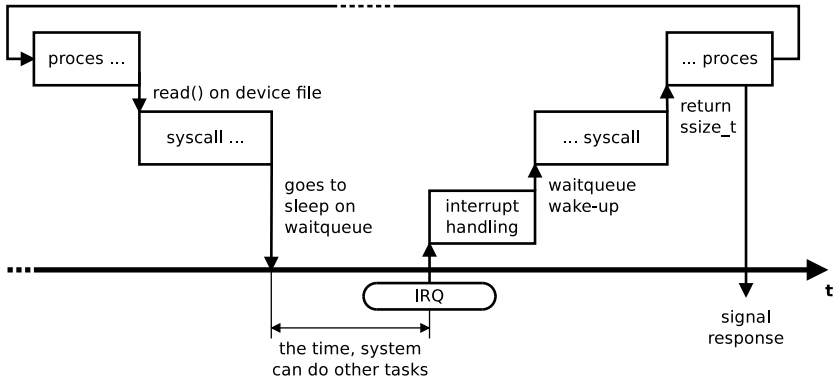 proces ...
... proces
read() on device file
return
ssize_t
syscall ...
... syscall
goes to
sleep on
waitqueue
interrupt
handling
waitqueue
wake-up
t
IRQ
signal
response
the time, system
can do other tasks